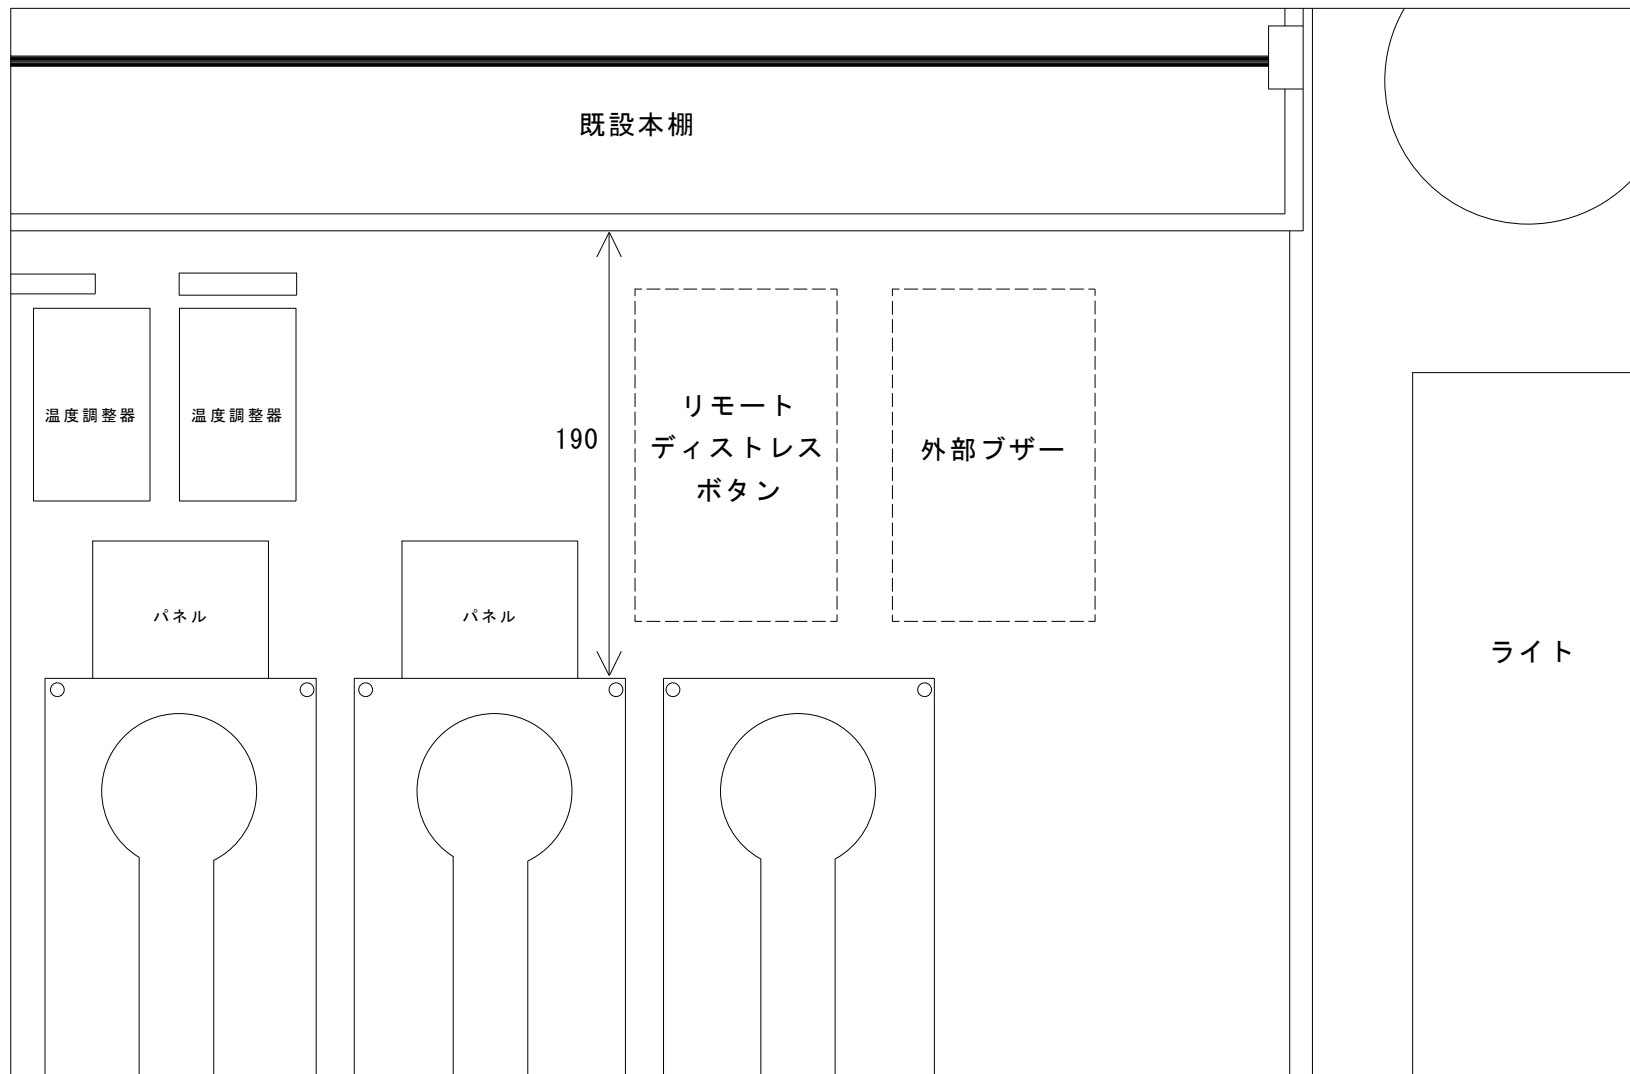 既設本棚
温度調整器
温度調整器
190
リモート
ディストレス
ボタン
外部ブザー
パネル
パネル
ライト